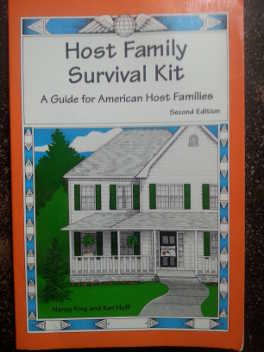 Host Family
Survival Kit
A Guide for American Host Families
Second Edition
Nancy King and Ken Huff